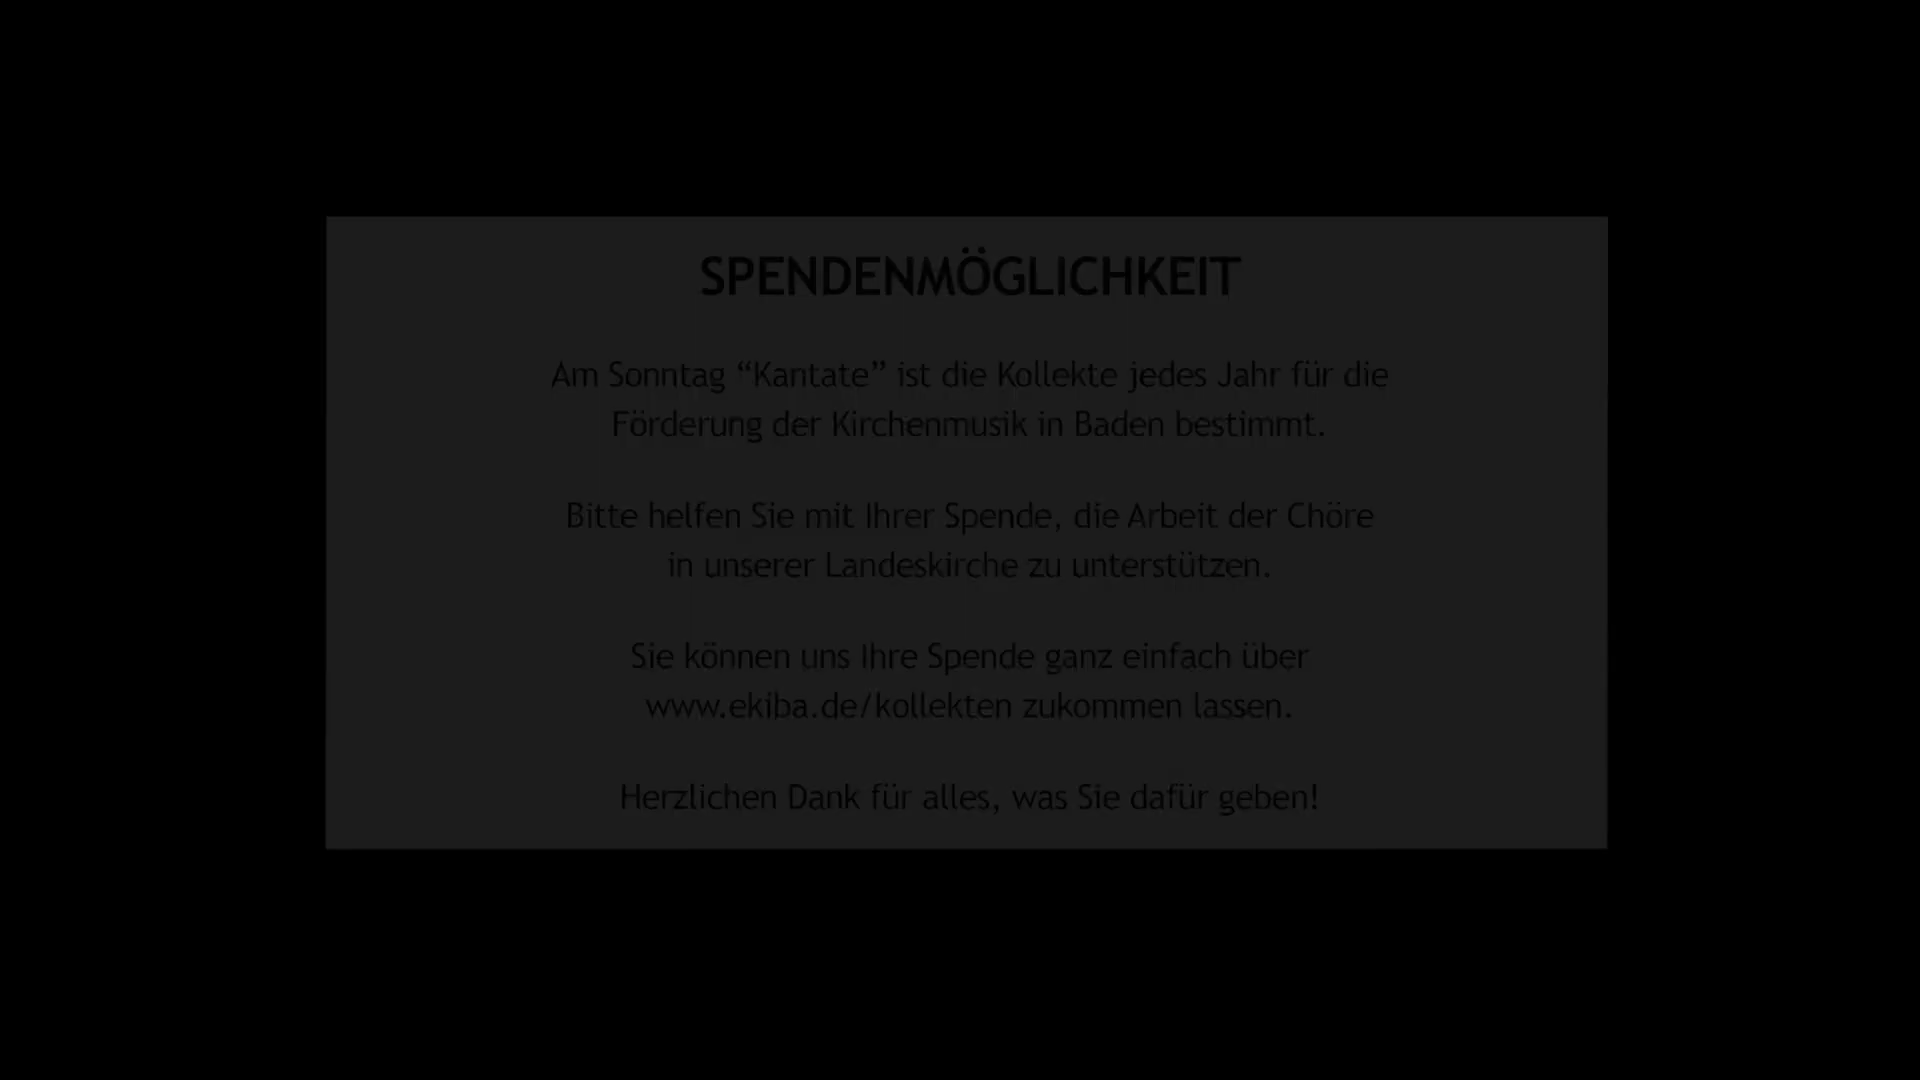 SPENDENMÖGLICHKEIT
Am Sonntag “Kantate” ist die Kollekte jedes Jahr für die
Förderung der Kirchenmusik in Baden bestimmt.
Bitte helfen Sie mit Ihrer Spende, die Arbeit der Chöre
in unserer Landeskirche zu unterstützen.
Sie können uns Ihre Spende ganz einfach über
www.ekiba.de/kollekten zukommen lassen.
Herzlichen Dank für alles, was Sie dafür geben!